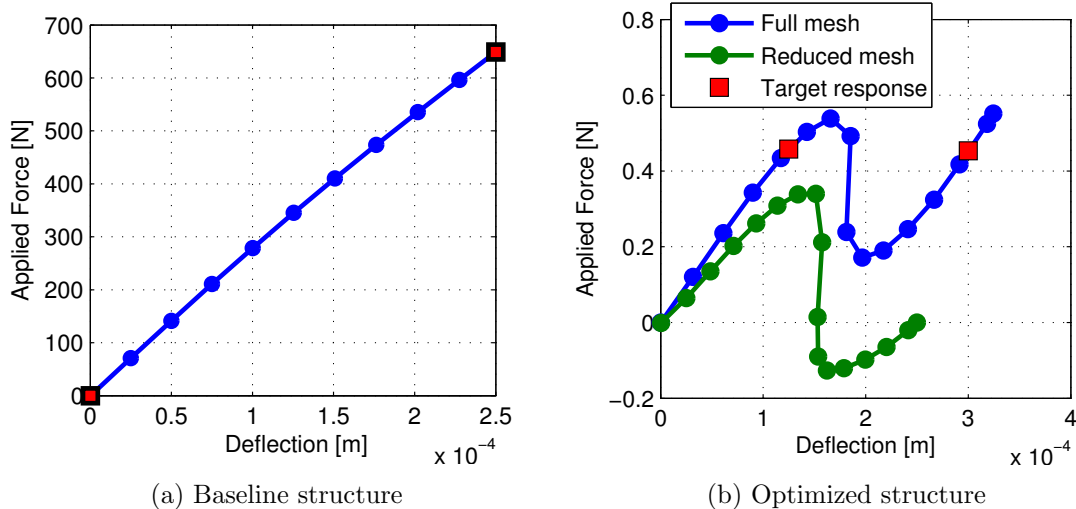 700
600
500
400
300
200
100
0
Applied Force [N]
0 0.5 1 1.5 2 2.5
Deflection [m]
x 10⁻⁴
(a) Baseline structure
0.8
0.6
0.4
0.2
0
−0.2
Applied Force [N]
Full mesh
Reduced mesh
Target response
0 1 2 3 4
Deflection [m]
x 10⁻⁴
(b) Optimized structure